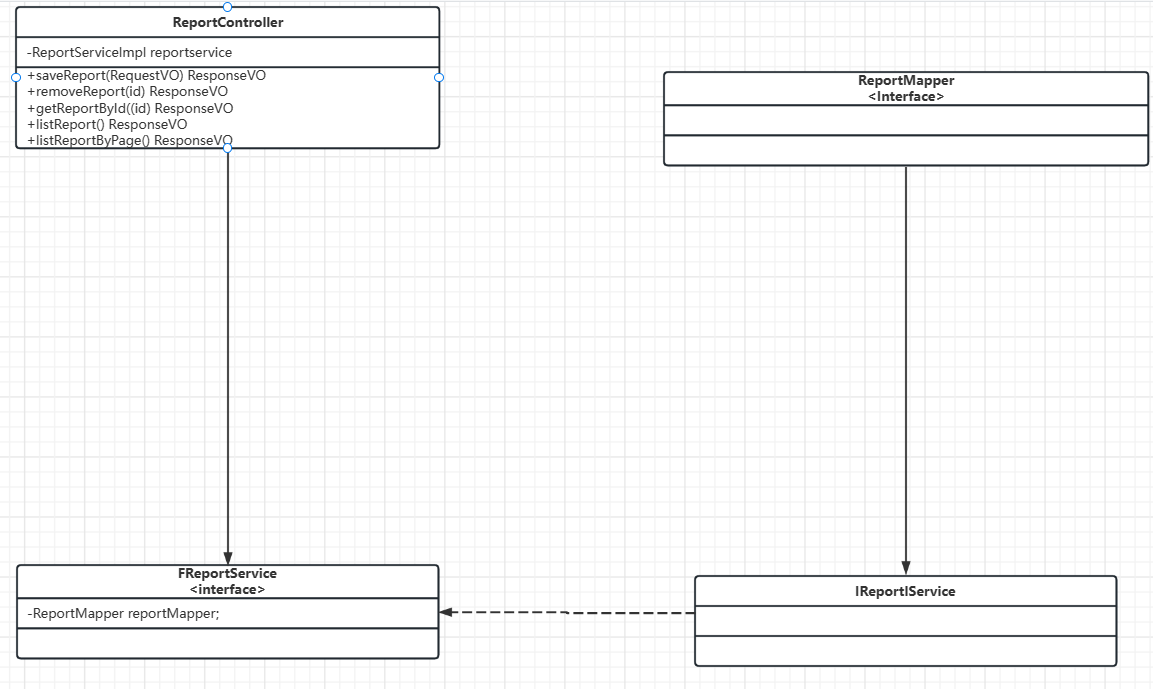 ReportController
-ReportServiceImpl reportservice
+saveReport(RequestVO) ResponseVO
+removeReport(id) ResponseVO
+getReportById((id) ResponseVO
+listReport() ResponseVO
+listReportByPage() ResponseVO
ReportMapper
<Interface>
FReportService
<interface>
-ReportMapper reportMapper;
IReportIService